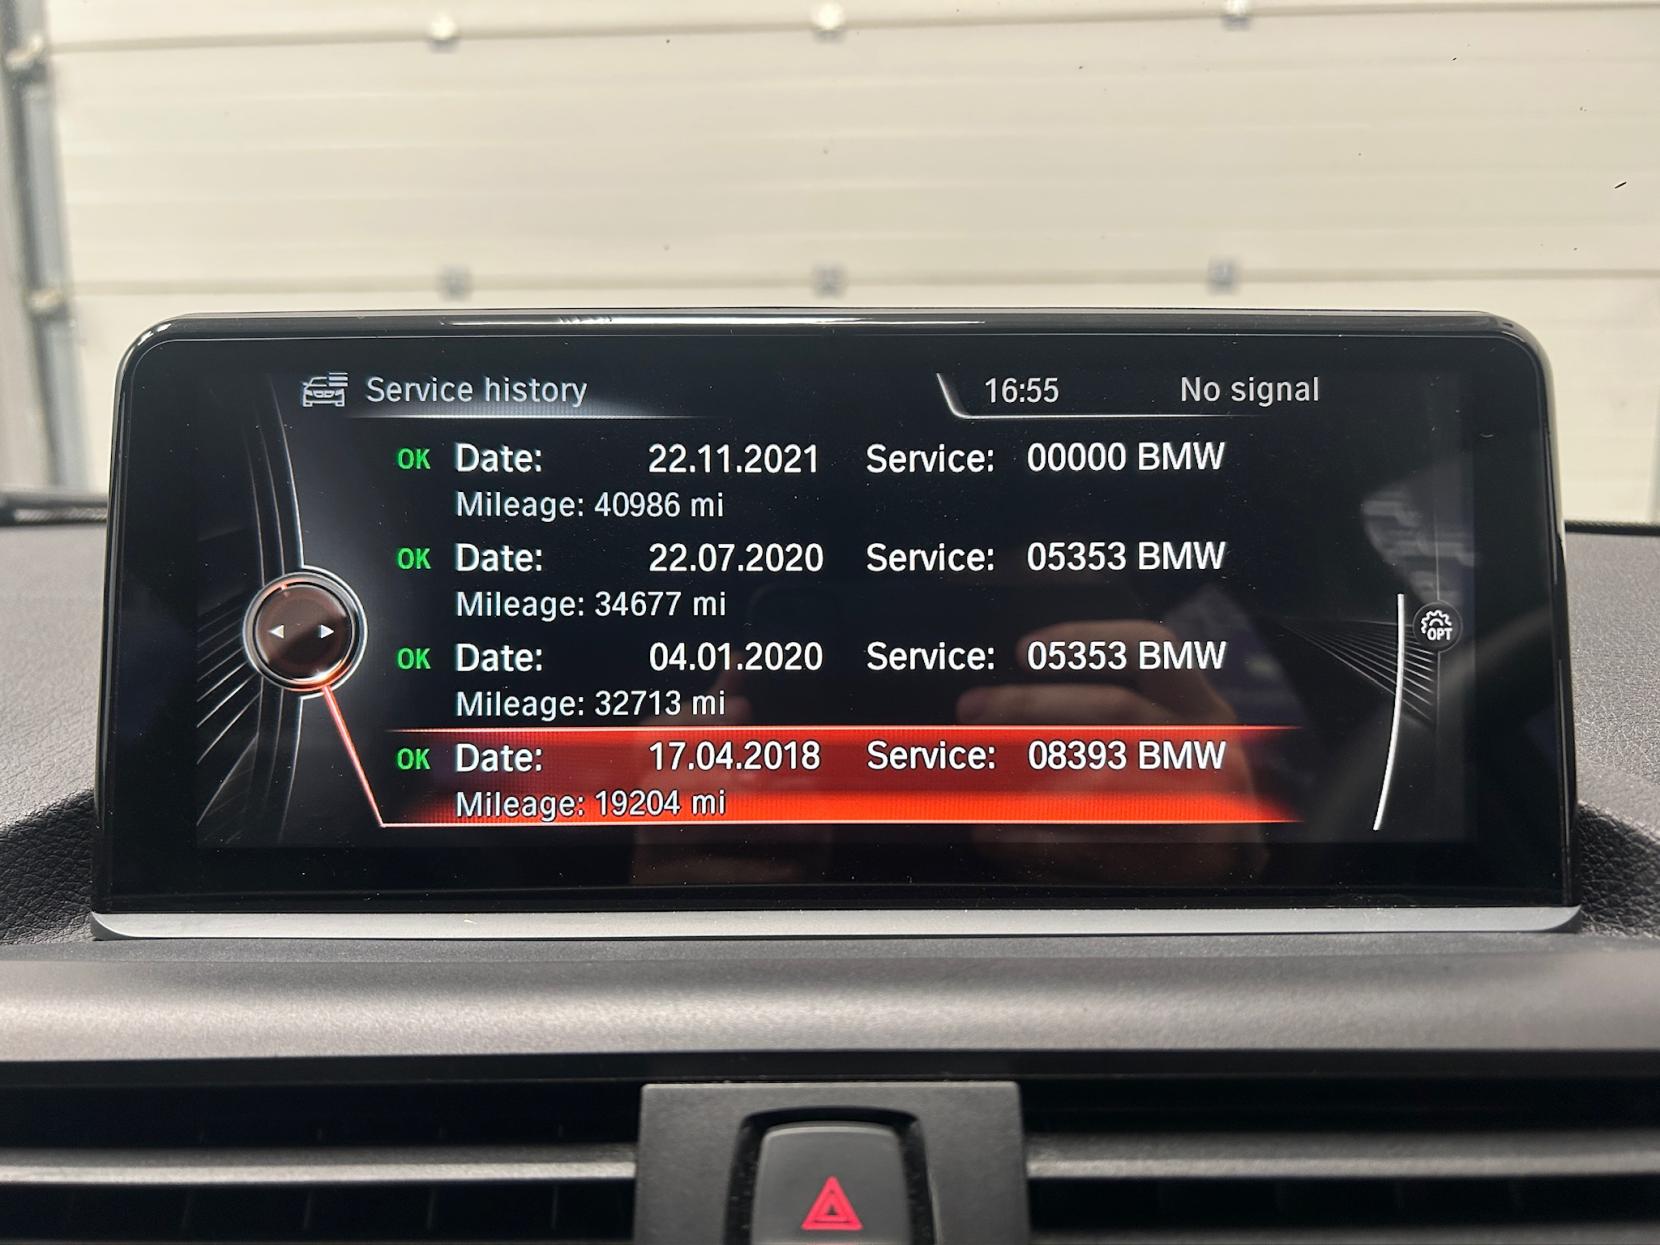 Service history 16:55 No signal
OK Date: 22.11.2021 Service: 00000 BMW
Mileage: 40986 mi
OK Date: 22.07.2020 Service: 05353 BMW
Mileage: 34677 mi
OPT
OK Date: 04.01.2020 Service: 05353 BMW
Mileage: 32713 mi
OK Date: 17.04.2018 Service: 08393 BMW
Mileage: 19204 mi